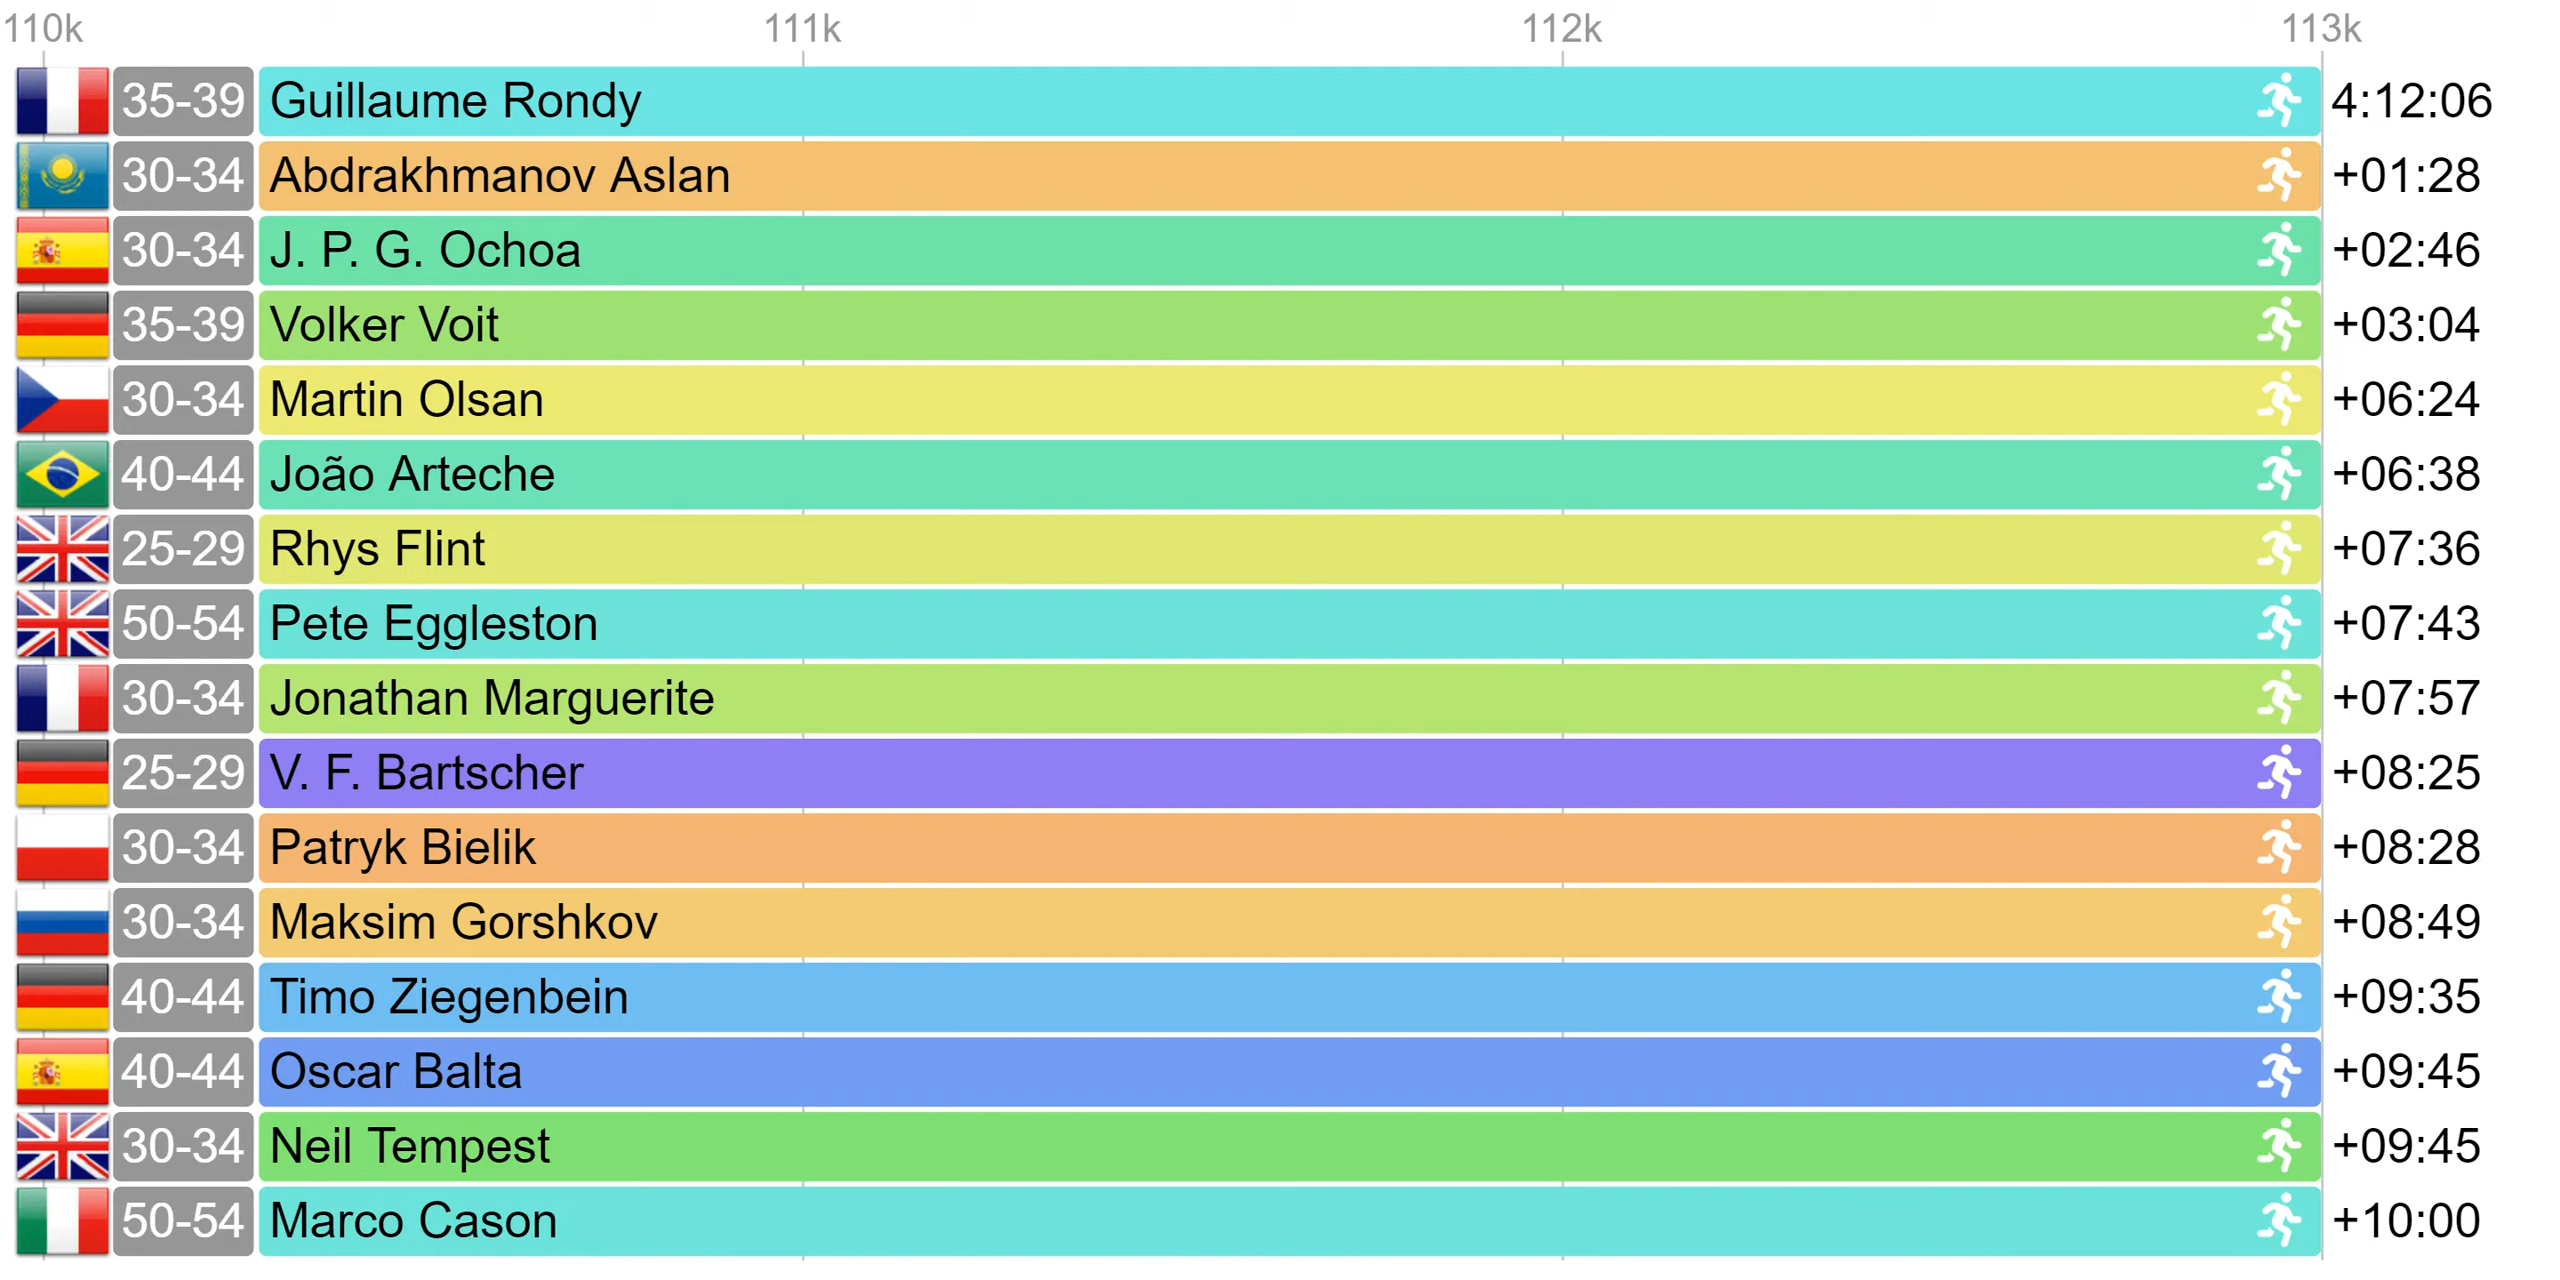 110k 111k 112k 113k
35-39 Guillaume Rondy 4:12:06
30-34 Abdrakhmanov Aslan +01:28
30-34 J. P. G. Ochoa +02:46
35-39 Volker Voit +03:04
30-34 Martin Olsan +06:24
40-44 João Arteche +06:38
25-29 Rhys Flint +07:36
50-54 Pete Eggleston +07:43
30-34 Jonathan Marguerite +07:57
25-29 V. F. Bartscher +08:25
30-34 Patryk Bielik +08:28
30-34 Maksim Gorshkov +08:49
40-44 Timo Ziegenbein +09:35
40-44 Oscar Balta +09:45
30-34 Neil Tempest +09:45
50-54 Marco Cason +10:00